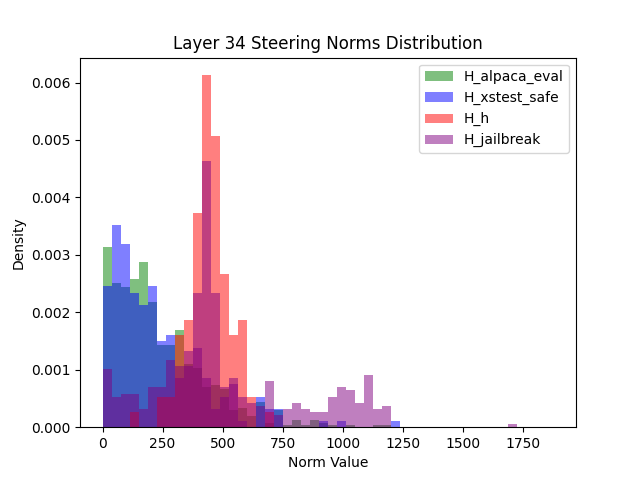 Layer 34 Steering Norms Distribution
H_alpaca_eval
H_xstest_safe
H_h
H_jailbreak
Density
0.006
0.005
0.004
0.003
0.002
0.001
0.000
0 250 500 750 1000 1250 1500 1750
Norm Value